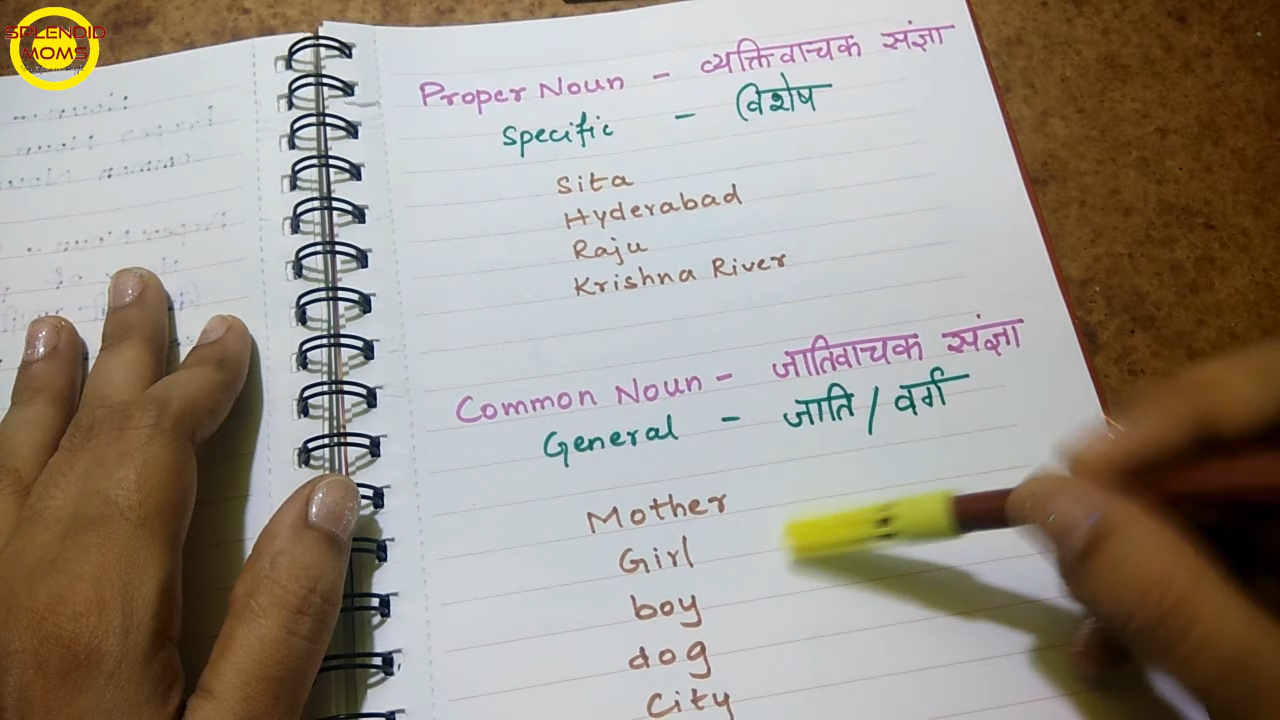 SPLENDID
MOMS
Proper Noun - व्यक्तिवाचक संज्ञा
Specific - विशेष
Sita
Hyderabad
Raju
Krishna River
Common Noun - जातिवाचक संज्ञा
General - जाति / वर्ग
Mother
Girl
boy
dog
City